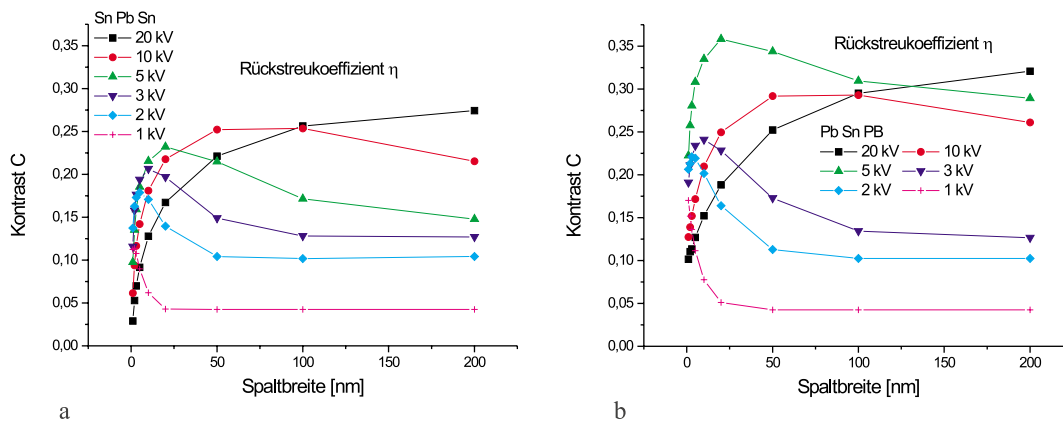 Sn Pb Sn
20 kV
10 kV
5 kV
3 kV
2 kV
1 kV
Rückstreukoeffizient η
Kontrast C
0,35
0,30
0,25
0,20
0,15
0,10
0,05
0,00
0
50
100
150
200
Spaltbreite [nm]
a
Rückstreukoeffizient η
Pb Sn PB
20 kV
10 kV
5 kV
3 kV
2 kV
1 kV
Kontrast C
0,35
0,30
0,25
0,20
0,15
0,10
0,05
0,00
0
50
100
150
200
Spaltbreite [nm]
b